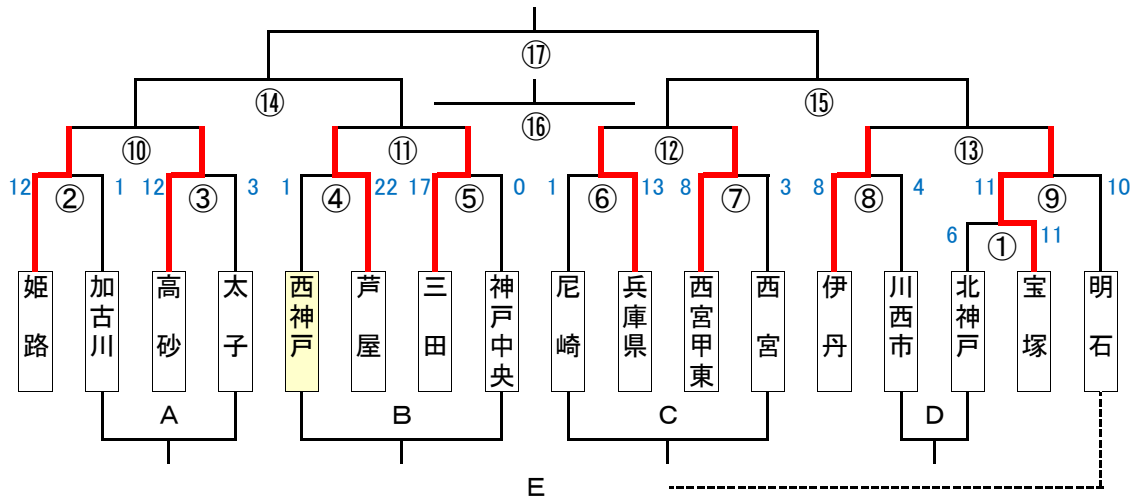 ⑰
⑭
⑮
⑯
⑩
⑪
⑫
⑬
12
②
1
12
③
3
1
④
22
17
⑤
0
1
⑥
13
8
⑦
3
8
⑧
4
11
⑨
10
6
①
11
姫路
加古川
高砂
太子
西神戸
芦屋
三田
神戸中央
尼崎
兵庫県
西宮甲東
西宮
伊丹
川西市
北神戸
宝塚
明石
A
B
C
D
E